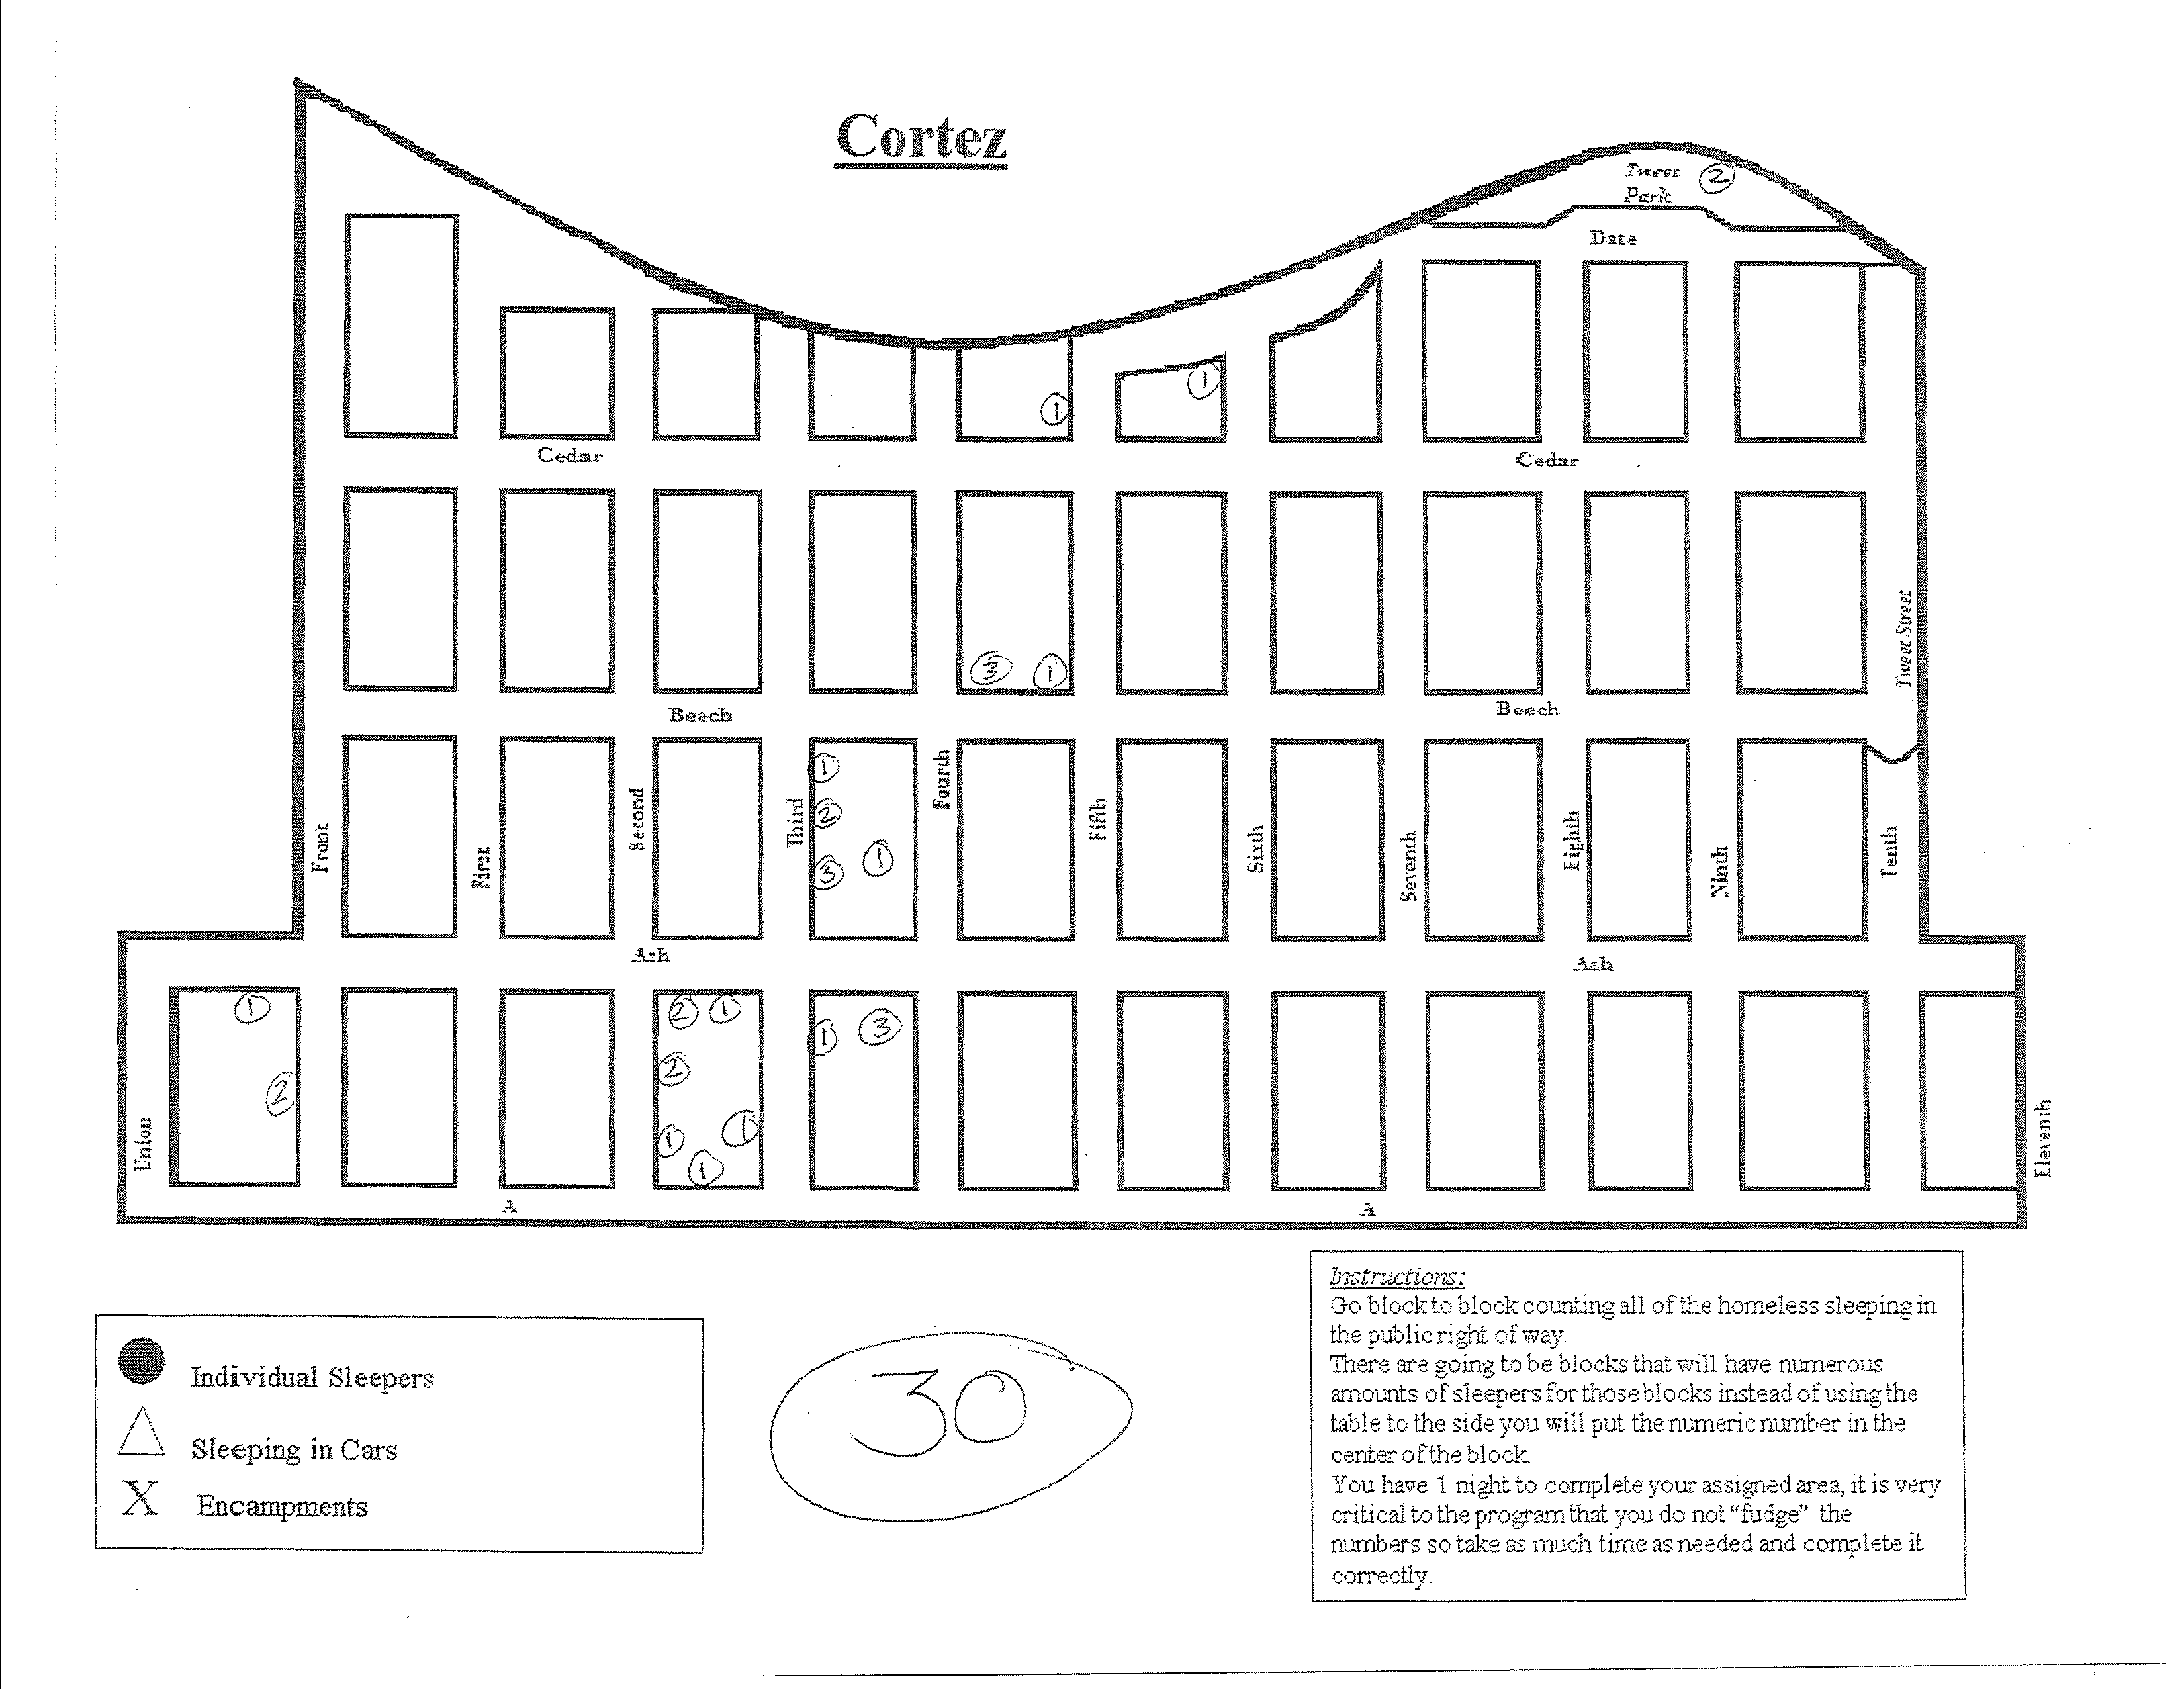 Cortez
Tweet
Park
2
Date
1
1
Cedar
Cedar
3 1
Tweet Street
Beech
Beech
1
2
3
1
Front
First
Second
Third
Fourth
Fifth
Sixth
Seventh
Eighth
Ninth
Tenth
Ash
Ash
1
2
2 1
2
1
1
1
1 3
Union
Eleventh
A
A
Individual Sleepers
Sleeping in Cars
X Encampments
30
Instructions:
Go block to block counting all of the homeless sleeping in
the public right of way.
There are going to be blocks that will have numerous
amounts of sleepers for those blocks instead of using the
table to the side you will put the numeric number in the
center of the block.
You have 1 night to complete your assigned area, it is very
critical to the program that you do not "fudge" the
numbers so take as much time as needed and complete it
correctly.